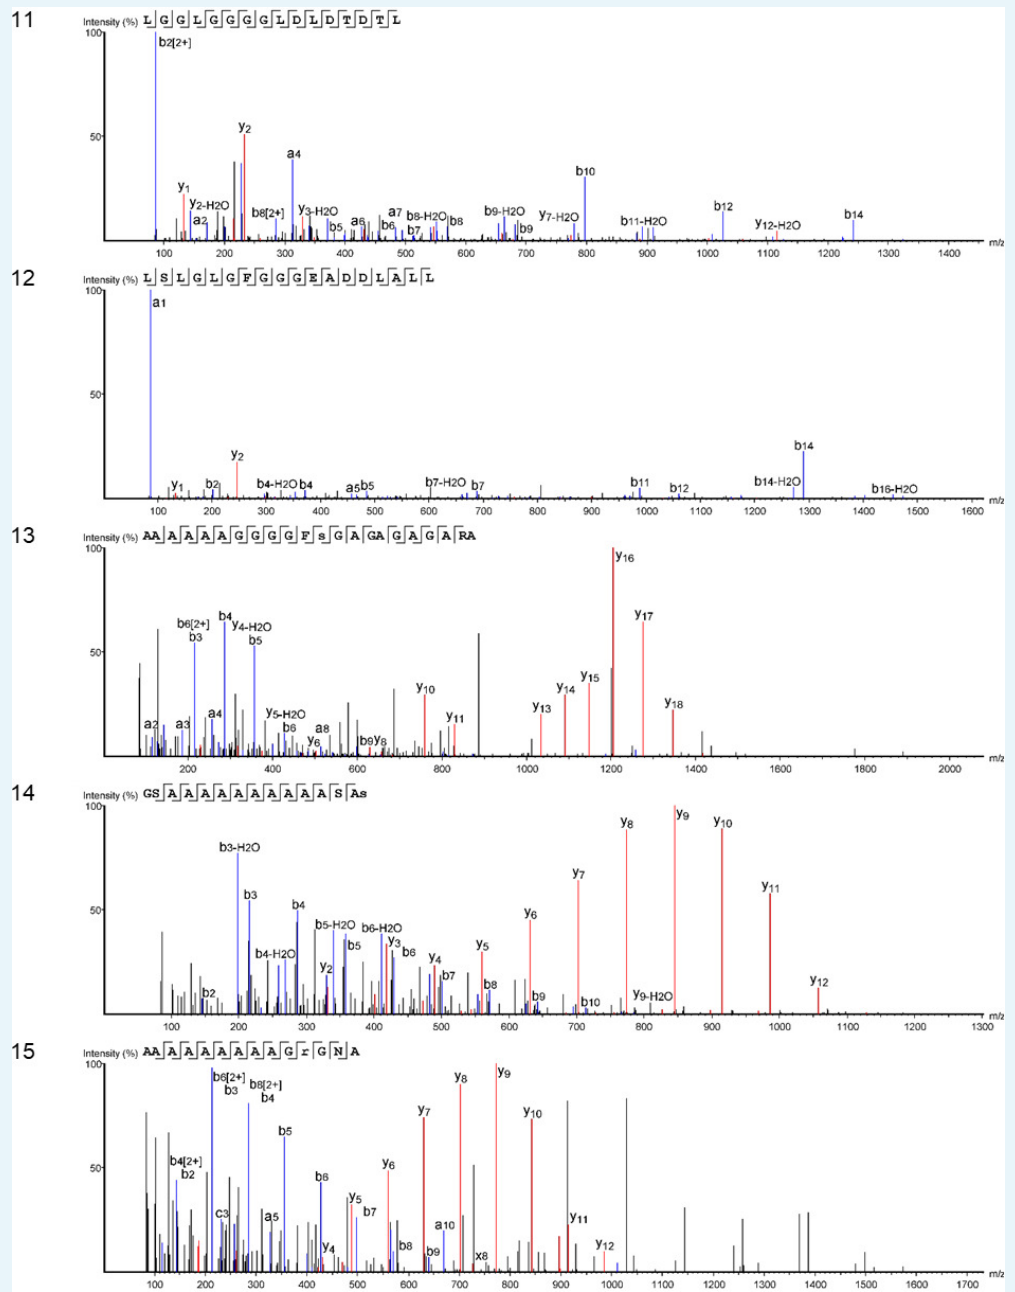 11
Intensity (%) L G G L G G G G L D L D T D T L
100
b2[2+]
y2
50
a4
y1
b10
y2-H2O
a2
b8[2+]
y3-H2O
b5
a6
a7
b6
b7
b8-H2O
b8
b9-H2O
b9
y7-H2O
b11-H2O
b12
y12-H2O
b14
100 200 300 400 500 600 700 800 900 1000 1100 1200 1300 1400 m/z
12
Intensity (%) L S L G L G F G G G E A D D L A L L
100
a1
50
y2
b14
y1
b2
b4-H2O
b4
a5
b5
b7-H2O
b7
b11
b12
b14-H2O
b16-H2O
100 200 300 400 500 600 700 800 900 1000 1100 1200 1300 1400 1500 1600 m/z
13
Intensity (%) AA A A A A G G G G F s G A GA G A G A RA
100
y16
b6[2+]
b3
b4
y4-H2O
b5
y17
50
y10
y15
y14
y13
y18
a2
a3
a4
y5-H2O
b6
y6
a8
b9
y8
y11
200 400 600 800 1000 1200 1400 1600 1800 2000 m/z
14
Intensity (%) GS A A A A A A A A A A S As
100
y9
y8
y10
b3-H2O
y7
y11
b3
b4
50
y6
b5-H2O
b5
b6-H2O
y3
b6
b4-H2O
y2
y4
y5
b7
b8
b2
b9
b10
y9-H2O
y12
100 200 300 400 500 600 700 800 900 1000 1100 1200 1300 m/z
15
Intensity (%) AA A A A A A A A G r G N A
100
b6[2+]
b3
b8[2+]
b4
y8
y9
y7
y10
b5
50
b4[2+]
b2
b6
y6
y5
b7
c3
a5
y4
b8
b9
a10
x8
y11
y12
100 200 300 400 500 600 700 800 900 1000 1100 1200 1300 1400 1500 1600 1700 m/z